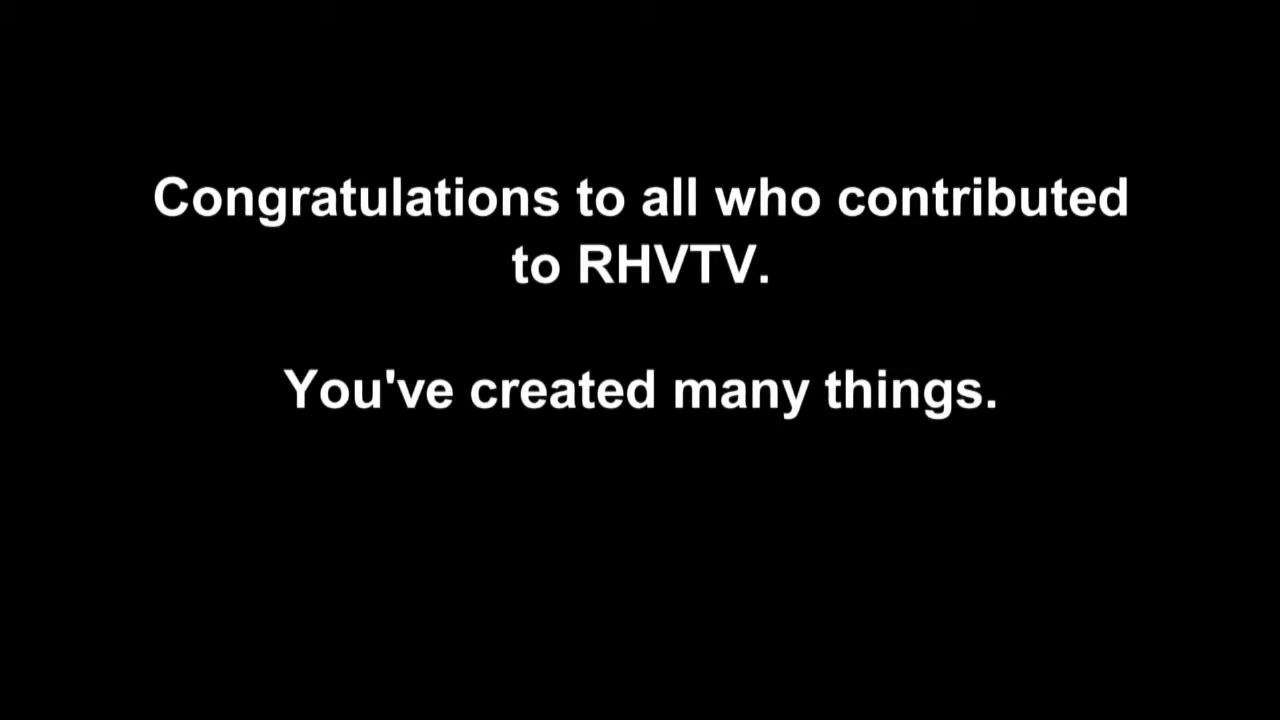 Congratulations to all who contributed
to RHVTV.
You've created many things.